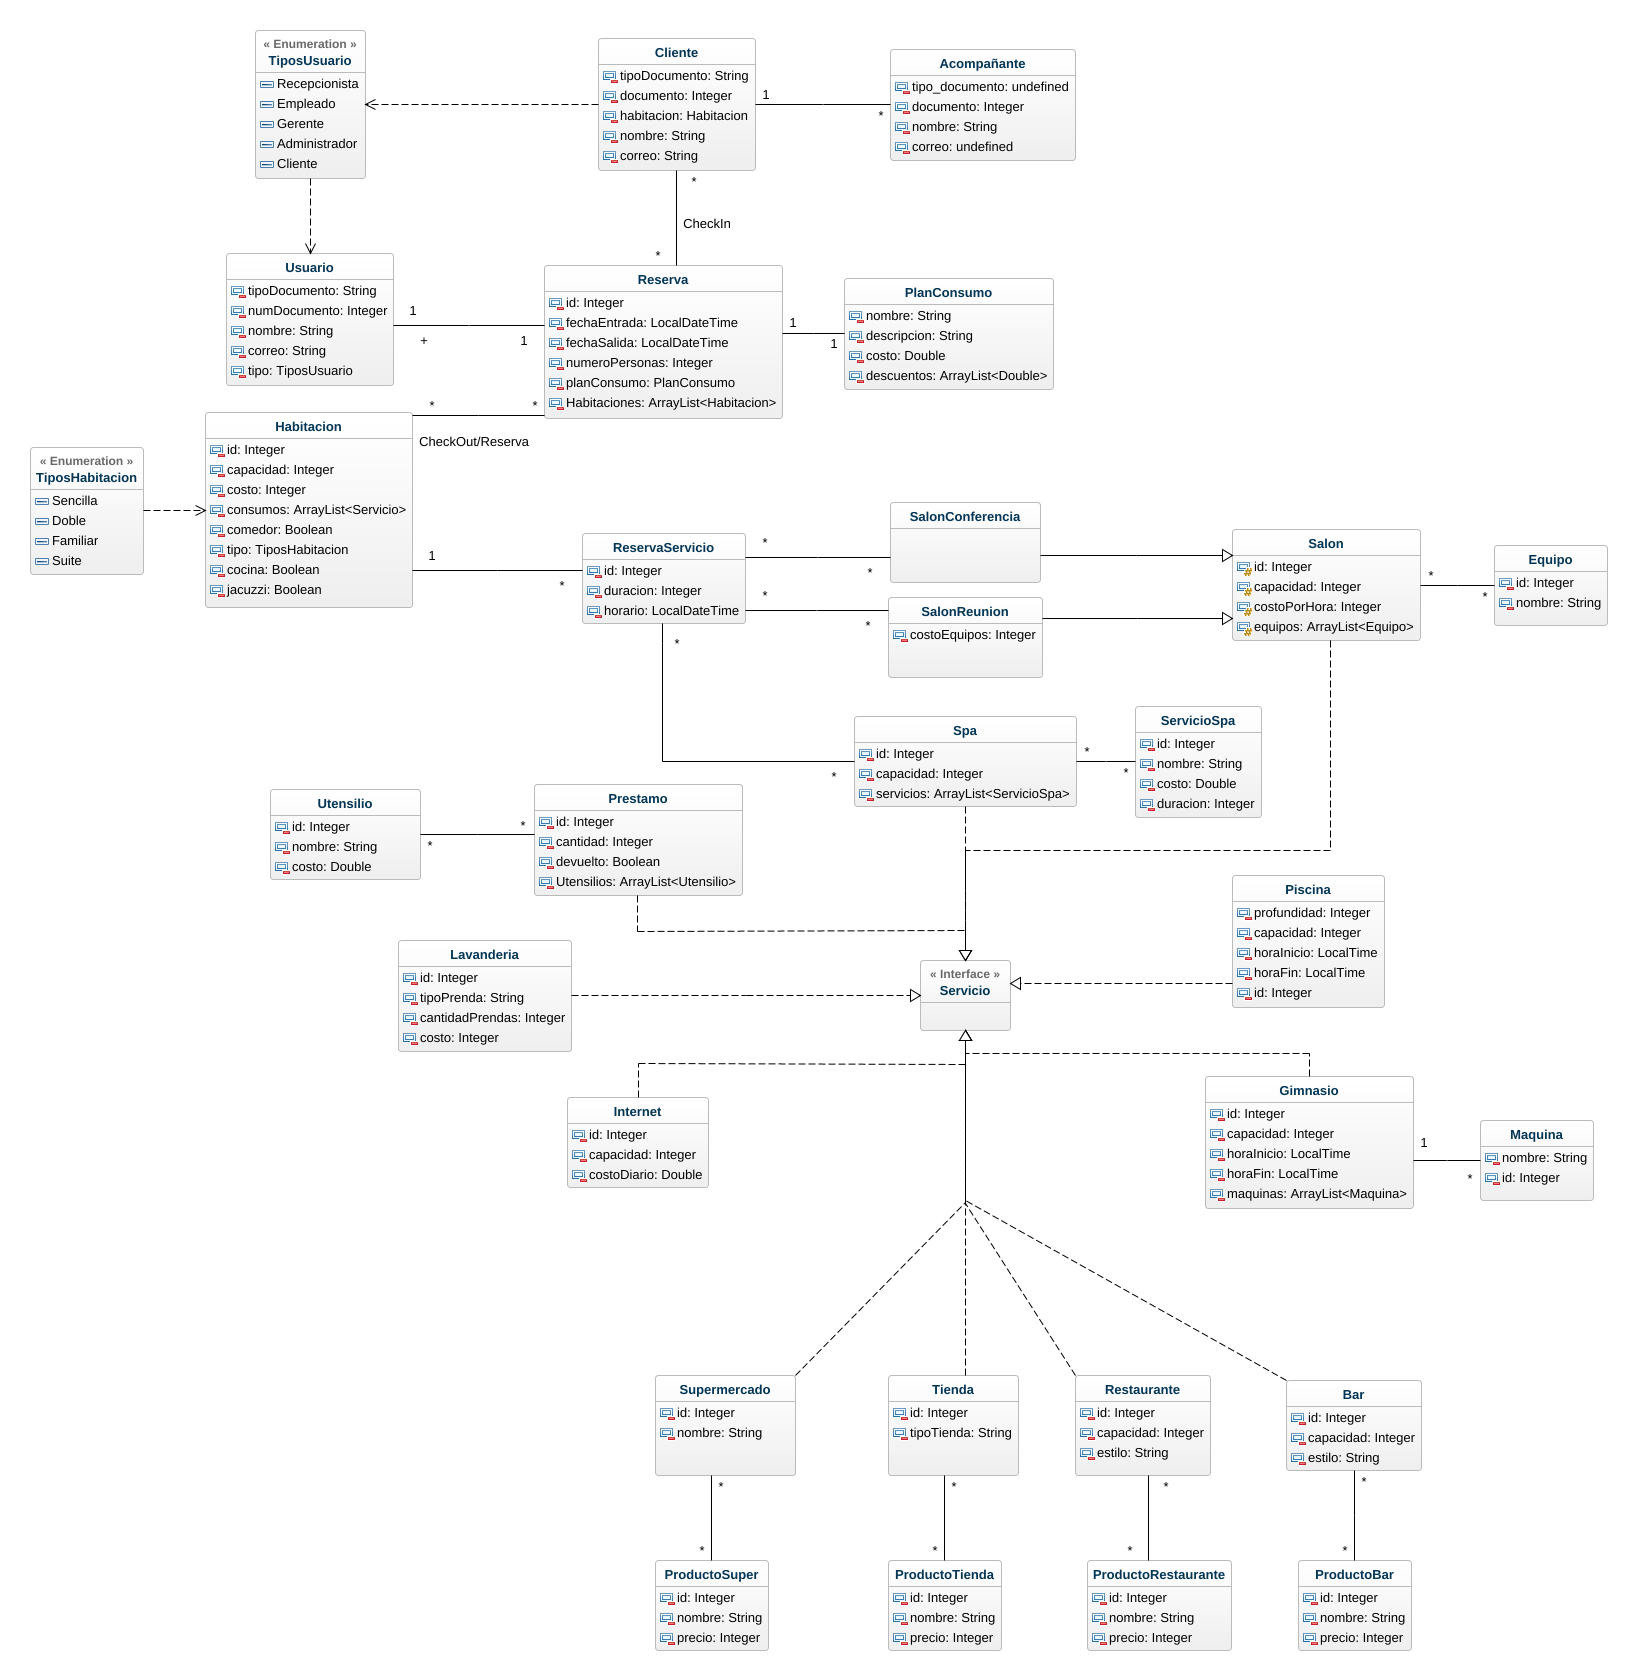 « Enumeration »
TiposUsuario
Recepcionista
Empleado
Gerente
Administrador
Cliente
Cliente
tipoDocumento: String
documento: Integer
habitacion: Habitacion
nombre: String
correo: String
1
*
Acompañante
tipo_documento: undefined
documento: Integer
nombre: String
correo: undefined
*
CheckIn
*
Usuario
tipoDocumento: String
numDocumento: Integer
nombre: String
correo: String
tipo: TiposUsuario
1
+
1
Reserva
id: Integer
fechaEntrada: LocalDateTime
fechaSalida: LocalDateTime
numeroPersonas: Integer
planConsumo: PlanConsumo
Habitaciones: ArrayList<Habitacion>
1
1
PlanConsumo
nombre: String
descripcion: String
costo: Double
descuentos: ArrayList<Double>
*
*
CheckOut/Reserva
« Enumeration »
TiposHabitacion
Sencilla
Doble
Familiar
Suite
Habitacion
id: Integer
capacidad: Integer
costo: Integer
consumos: ArrayList<Servicio>
comedor: Boolean
tipo: TiposHabitacion
cocina: Boolean
jacuzzi: Boolean
1
*
ReservaServicio
id: Integer
duracion: Integer
horario: LocalDateTime
*
*
*
*
*
SalonConferencia
SalonReunion
costoEquipos: Integer
Salon
id: Integer
capacidad: Integer
costoPorHora: Integer
equipos: ArrayList<Equipo>
*
*
Equipo
id: Integer
nombre: String
*
Spa
id: Integer
capacidad: Integer
servicios: ArrayList<ServicioSpa>
*
*
ServicioSpa
id: Integer
nombre: String
costo: Double
duracion: Integer
Utensilio
id: Integer
nombre: String
costo: Double
*
*
Prestamo
id: Integer
cantidad: Integer
devuelto: Boolean
Utensilios: ArrayList<Utensilio>
Lavanderia
id: Integer
tipoPrenda: String
cantidadPrendas: Integer
costo: Integer
« Interface »
Servicio
Piscina
profundidad: Integer
capacidad: Integer
horaInicio: LocalTime
horaFin: LocalTime
id: Integer
Internet
id: Integer
capacidad: Integer
costoDiario: Double
Gimnasio
id: Integer
capacidad: Integer
horaInicio: LocalTime
horaFin: LocalTime
maquinas: ArrayList<Maquina>
1
*
Maquina
nombre: String
id: Integer
Supermercado
id: Integer
nombre: String
Tienda
id: Integer
tipoTienda: String
Restaurante
id: Integer
capacidad: Integer
estilo: String
Bar
id: Integer
capacidad: Integer
estilo: String
*
*
*
*
*
*
*
*
ProductoSuper
id: Integer
nombre: String
precio: Integer
ProductoTienda
id: Integer
nombre: String
precio: Integer
ProductoRestaurante
id: Integer
nombre: String
precio: Integer
ProductoBar
id: Integer
nombre: String
precio: Integer